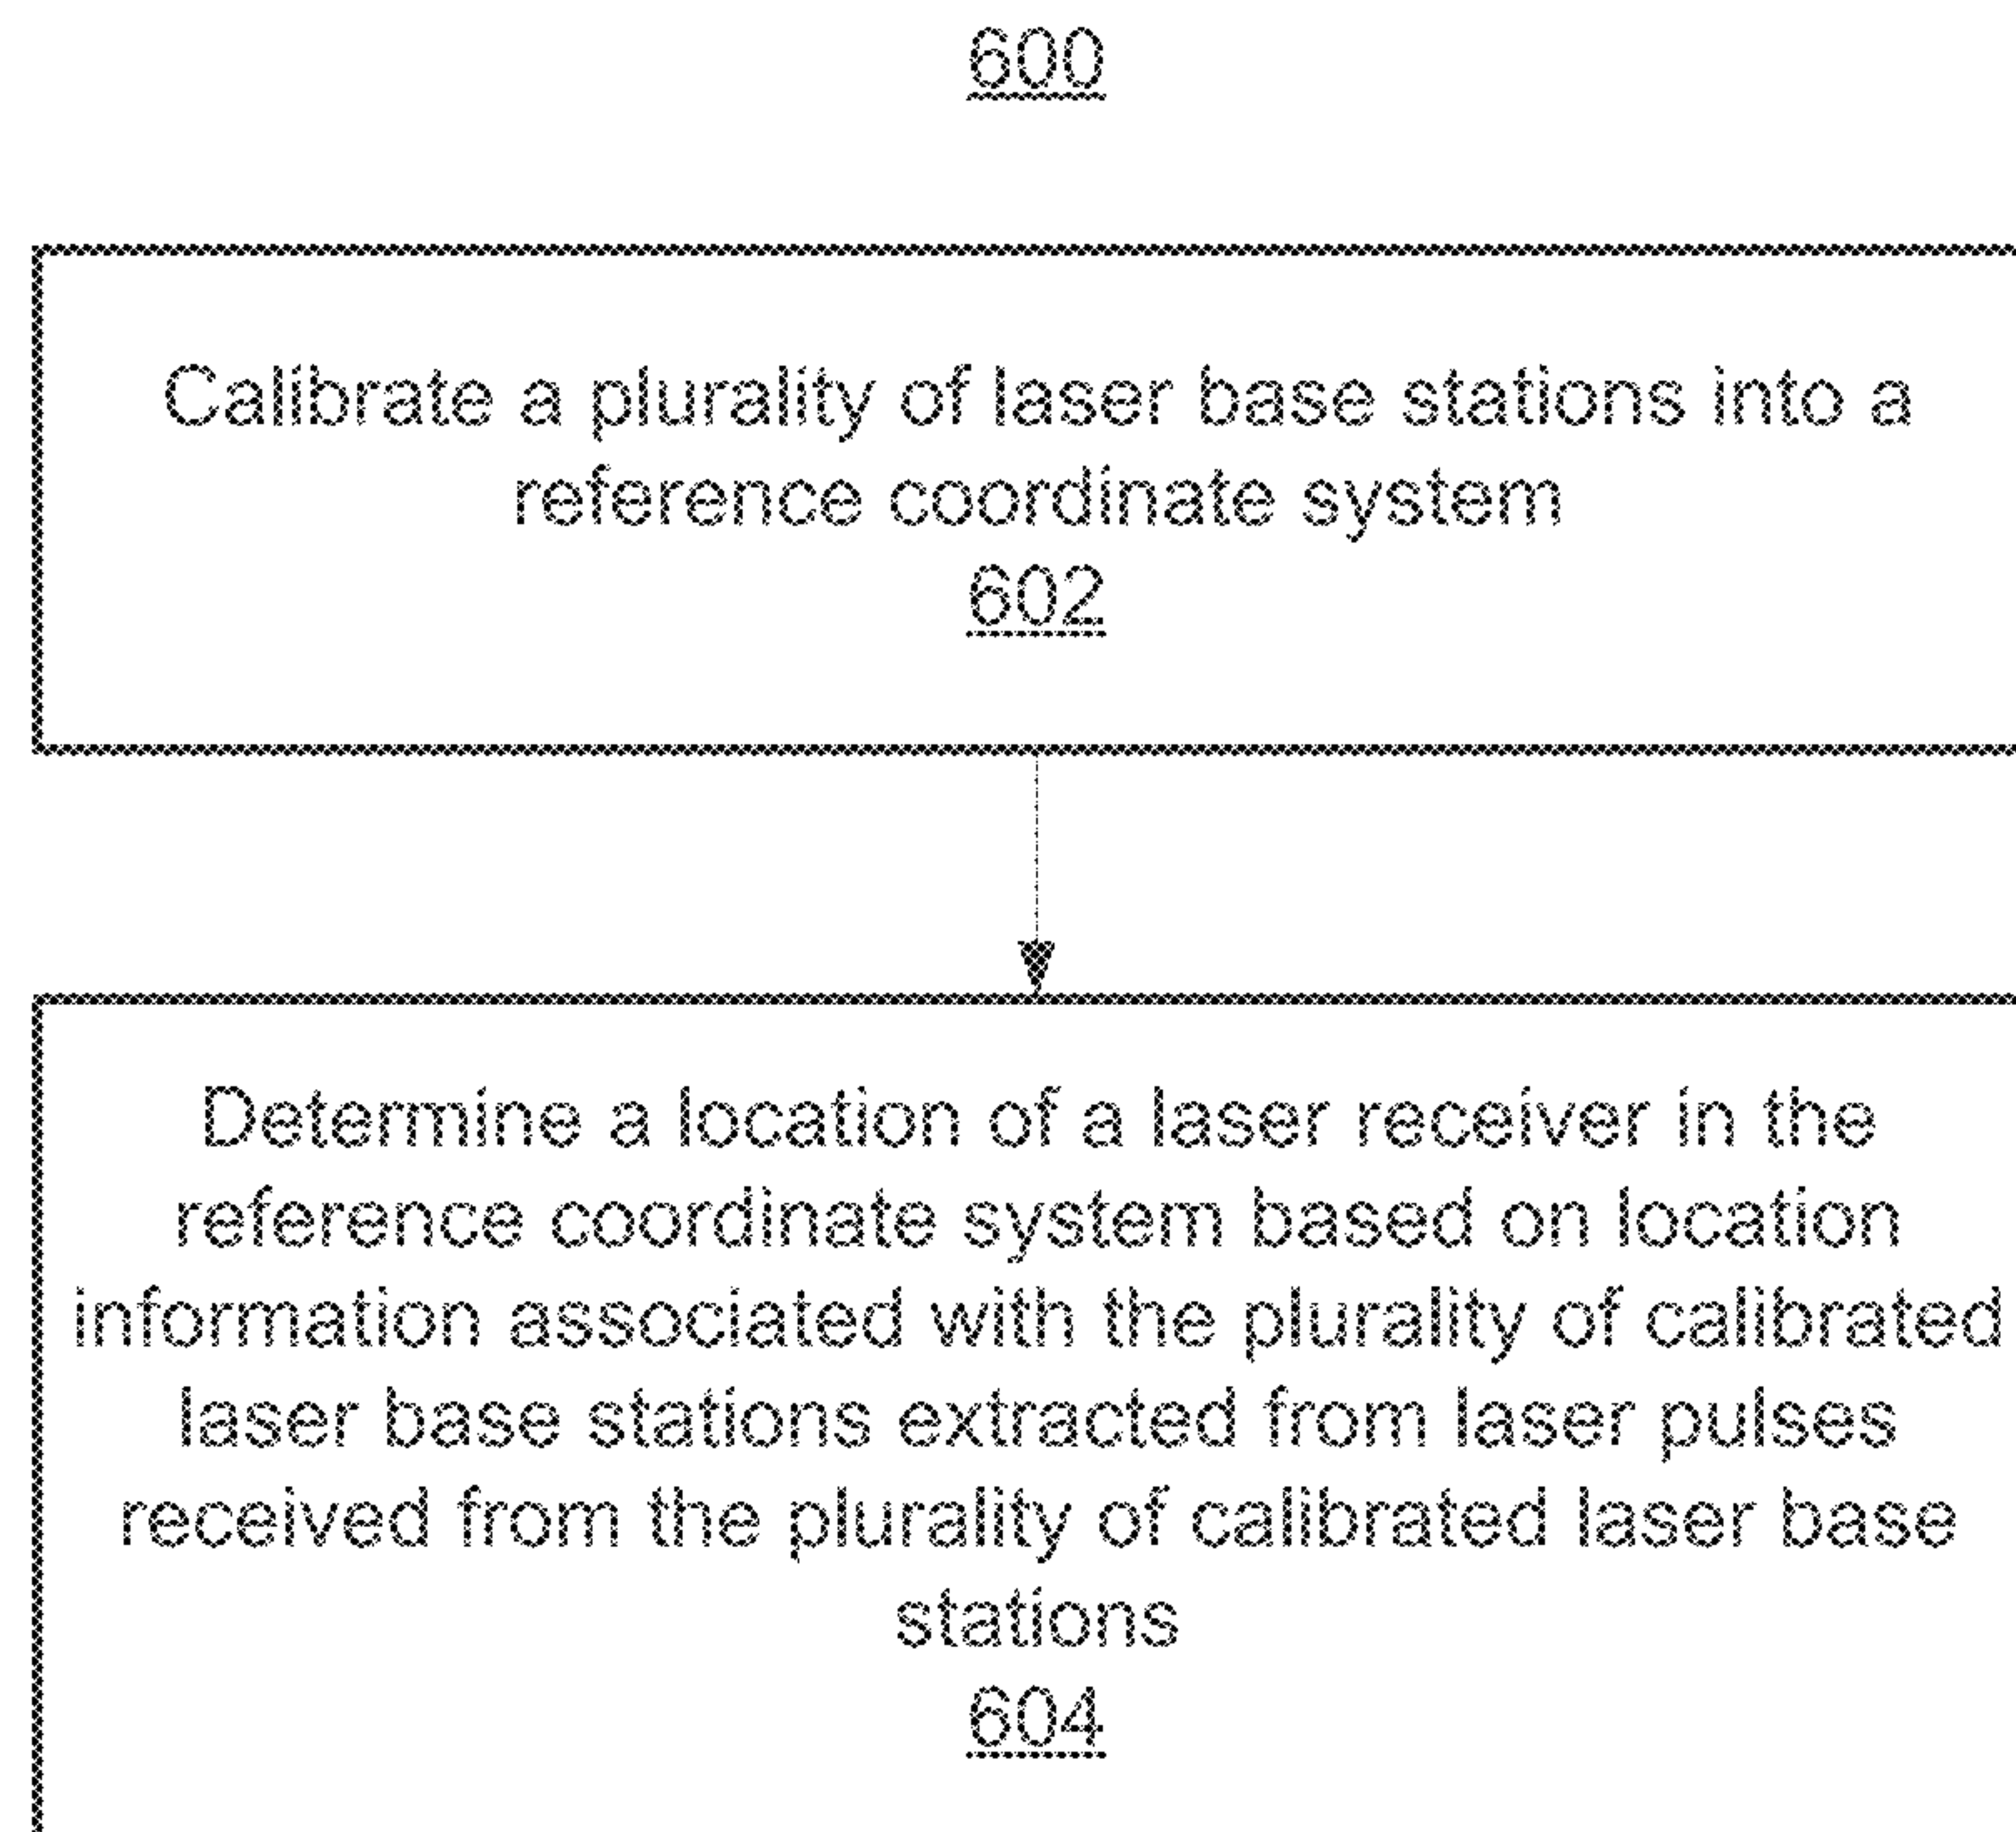 600
Calibrate a plurality of laser base stations into a
reference coordinate system
602
Determine a location of a laser receiver in the
reference coordinate system based on location
information associated with the plurality of calibrated
laser base stations extracted from laser pulses
received from the plurality of calibrated laser base
stations
604